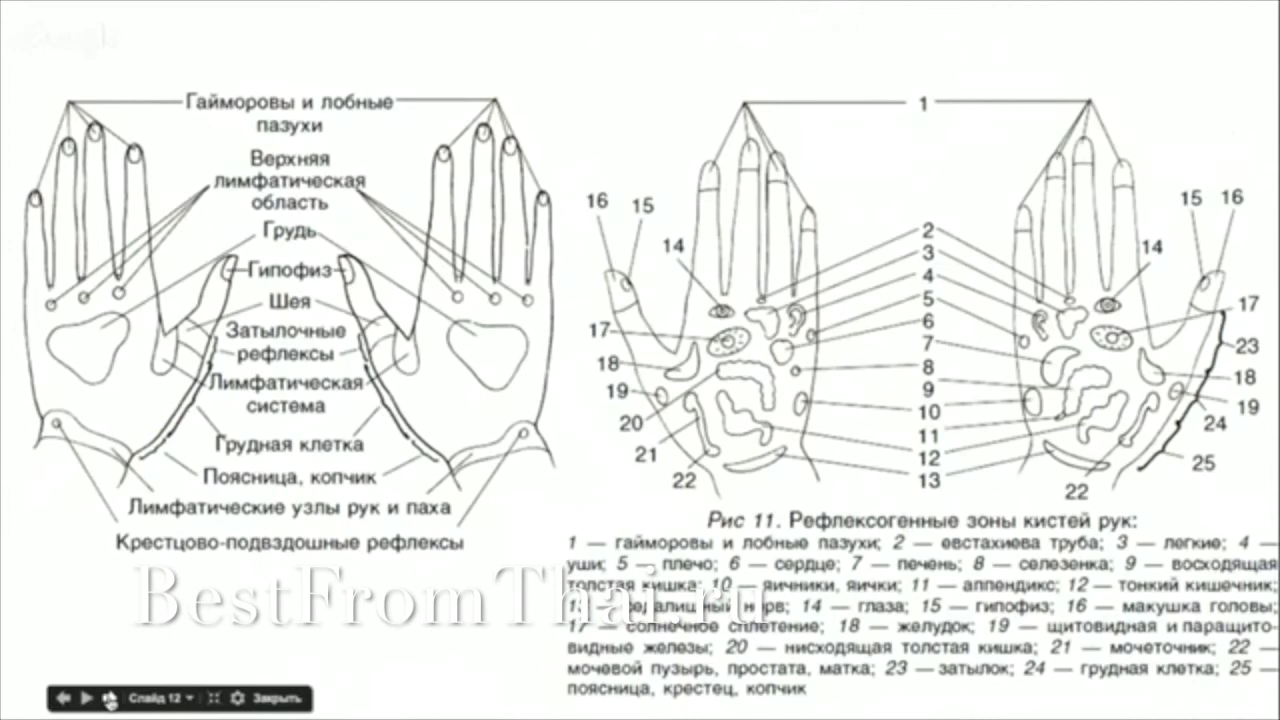 Гайморовы и лобные
пазухи
Верхняя
лимфатическая
область
Грудь
Гипофиз
Шея
Затылочные
рефлексы
Лимфатическая
система
Грудная клетка
Поясница, копчик
Лимфатические узлы рук и паха
Крестцово-подвздошные рефлексы
1
16
15
14
17
18
19
20
21
22
2
3
4
5
6
7
8
9
10
11
12
13
15
16
14
17
23
18
19
24
25
22
Рис 11. Рефлексогенные зоны кистей рук:
1 — гайморовы и лобные пазухи; 2 — евстахиева труба; 3 — легкие; 4 —
уши; 5 — плечо; 6 — сердце; 7 — печень; 8 — селезенка; 9 — восходящая
толстая кишка; 10 — яичники, яички; 11 — аппендикс; 12 — тонкий кишечник;
седалищный нерв; 14 — глаза; 15 — гипофиз; 16 — макушка головы;
17 — солнечное сплетение; 18 — желудок; 19 — щитовидная и паращито-
видные железы; 20 — нисходящая толстая кишка; 21 — мочеточник; 22 —
мочевой пузырь, простата, матка; 23 — затылок; 24 — грудная клетка; 25 —
поясница, крестец, копчик
BestFromThai.ru
Слайд 12
Закрыть